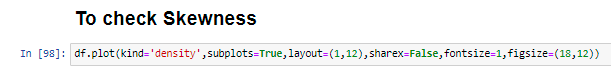 To check Skewness
In [98]: df.plot(kind='density',subplots=True,layout=(1,12),sharex=False,fontsize=1,figsize=(18,12))